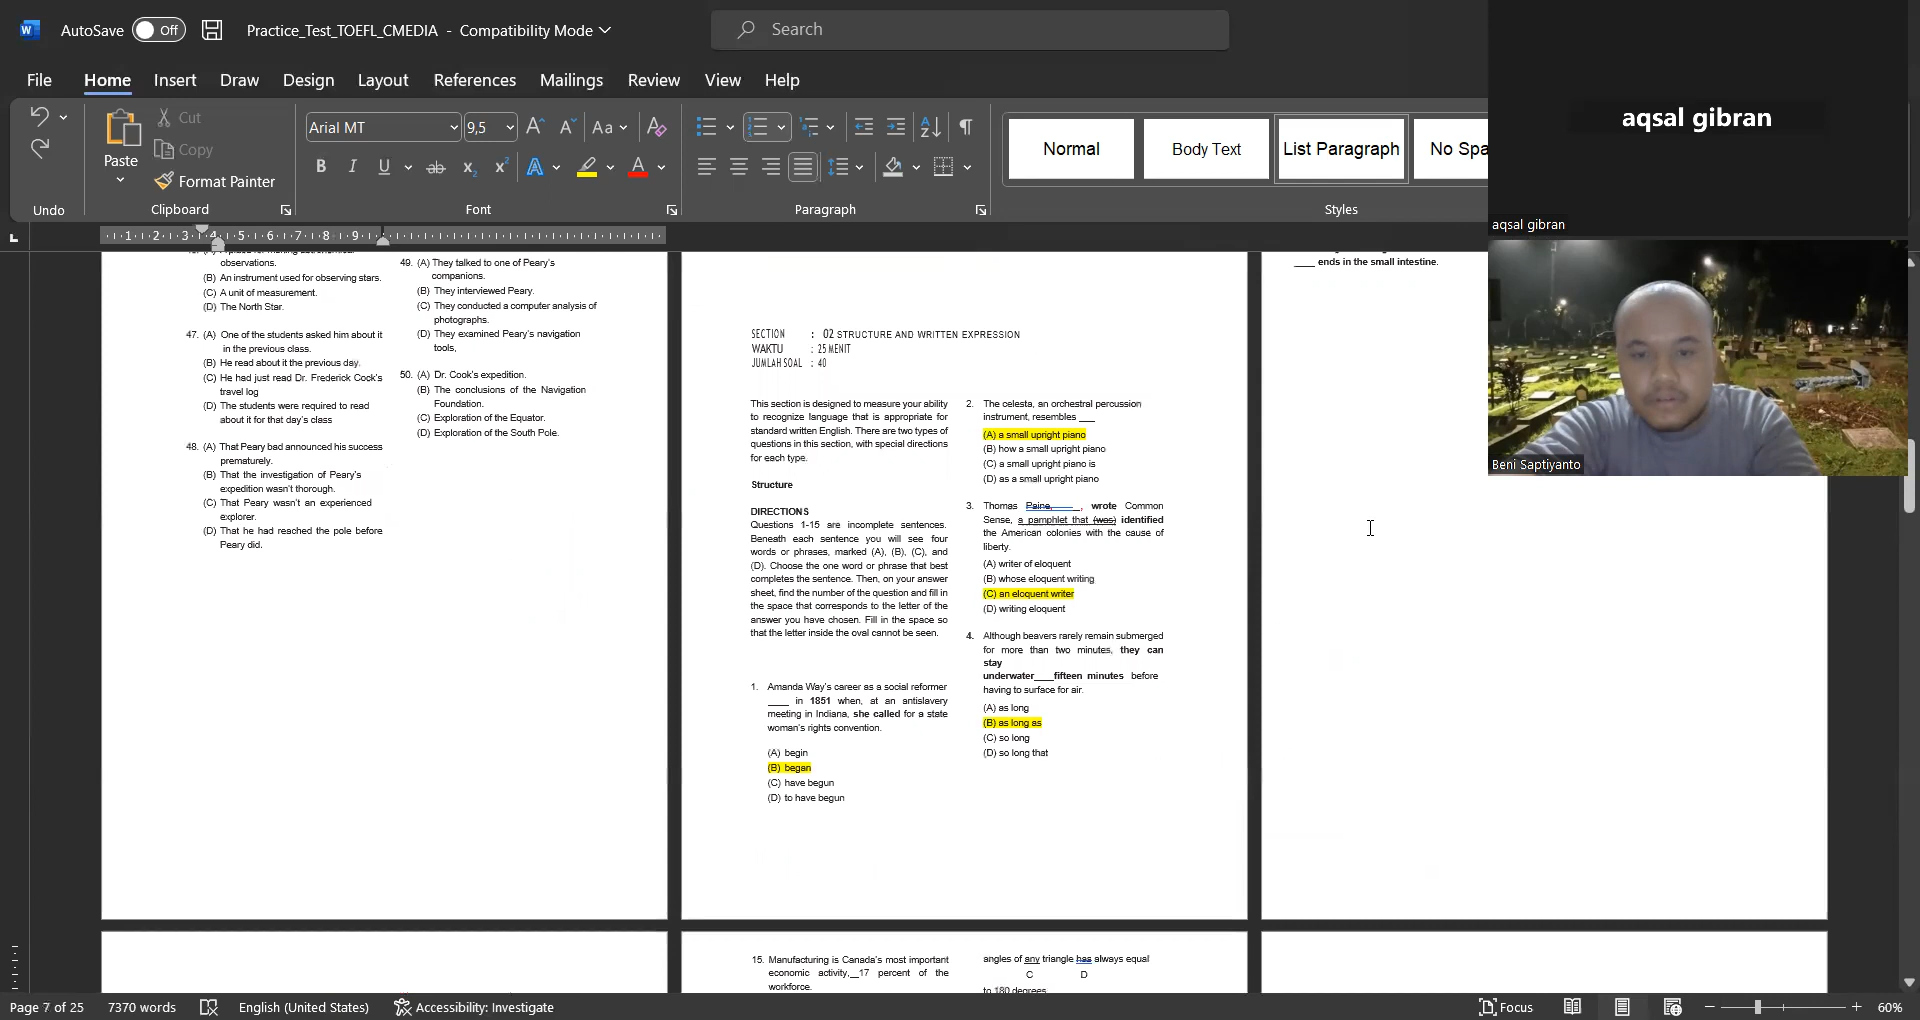 AutoSave Off Practice_Test_TOEFL_CMEDIA - Compatibility Mode Search
File Home Insert Draw Design Layout References Mailings Review View Help
Paste
Cut
Copy
Format Painter
Arial MT 9,5
Normal
Body Text
List Paragraph
No Spa
Undo Clipboard Font Paragraph Styles
aqsal gibran
aqsal gibran
Beni Saptiyanto
observations.
(B) An instrument used for observing stars.
(C) A unit of measurement.
(D) The North Star.
47. (A) One of the students asked him about it
in the previous class.
(B) He read about it the previous day.
(C) He had just read Dr. Frederick Cock's
travel log
(D) The students were required to read
about it for that day's class
48. (A) That Peary bad announced his success
prematurely.
(B) That the investigation of Peary's
expedition wasn't thorough.
(C) That Peary wasn't an experienced
explorer.
(D) That he had reached the pole before
Peary did.
49. (A) They talked to one of Peary's
companions.
(B) They interviewed Peary.
(C) They conducted a computer analysis of
photographs.
(D) They examined Peary's navigation
tools,
50. (A) Dr. Cook's expedition.
(B) The conclusions of the Navigation
Foundation.
(C) Exploration of the Equator.
(D) Exploration of the South Pole.
SECTION : 02 STRUCTURE AND WRITTEN EXPRESSION
WAKTU : 25 MENIT
JUMLAH SOAL : 40
This section is designed to measure your ability
to recognize language that is appropriate for
standard written English. There are two types of
questions in this section, with special directions
for each type.
Structure
DIRECTIONS
Questions 1-15 are incomplete sentences.
Beneath each sentence you will see four
words or phrases, marked (A), (B), (C), and
(D). Choose the one word or phrase that best
completes the sentence. Then, on your answer
sheet, find the number of the question and fill in
the space that corresponds to the letter of the
answer you have chosen. Fill in the space so
that the letter inside the oval cannot be seen.
1. Amanda Way's career as a social reformer
____ in 1851 when, at an antislavery
meeting in Indiana, she called for a state
woman's rights convention.
(A) begin
(B) began
(C) have begun
(D) to have begun
2. The celesta, an orchestral percussion
instrument, resembles ___
(A) a small upright piano
(B) how a small upright piano
(C) a small upright piano is
(D) as a small upright piano
3. Thomas Paine, ____, wrote Common
Sense, a pamphlet that (was) identified
the American colonies with the cause of
liberty.
(A) writer of eloquent
(B) whose eloquent writing
(C) an eloquent writer
(D) writing eloquent
4. Although beavers rarely remain submerged
for more than two minutes, they can
stay
underwater____fifteen minutes before
having to surface for air.
(A) as long
(B) as long as
(C) so long
(D) so long that
____ ends in the small intestine.
15. Manufacturing is Canada's most important
economic activity,__17 percent of the
workforce.
angles of any triangle has always equal
C D
to 180 degrees
Page 7 of 25 7370 words English (United States) Accessibility: Investigate Focus 60%